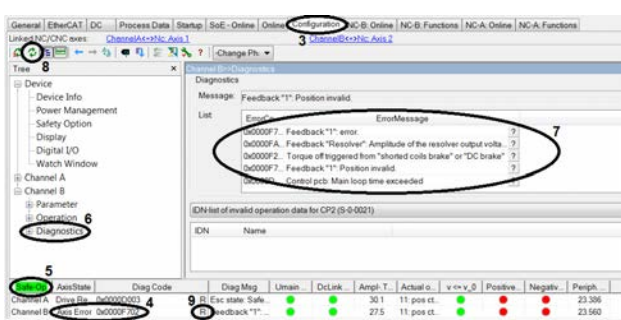 General EtherCAT DC Process Data Startup SoE - Online Online Configuration NC-B: Online NC-B: Functions NC-A: Online NC-A: Functions
Linked NC/CNC axes: ChannelA<->Nc: Axis 1 3 ChannelB<->Nc: Axis 2
? -Change Ph.
8
Tree × Channel B>>Diagnostics
Device Diagnostics
Device Info Message: Feedback "1": Position invalid.
Power Management
Safety Option List: ErrorCo ErrorMessage 7
Display 0x0000F7... Feedback "1": error. ?
Digital I/O 0x0000FA... Feedback "Resolver": Amplitude of the resolver output volta... ?
Watch Window 0x0000F2... Torque off triggered from "shorted coils brake" or "DC brake" ?
Channel A 0x0000F7... Feedback "1": Position invalid. ?
Channel B Control pcb: Main loop time exceeded ?
Parameter
Operation 6 IDN-list of invalid operation data for CP2 (S-0-0021)
Diagnostics IDN Name
5
Safe-Op AxisState Diag Code Diag Msg Umain ... DcLink... Ampl- T... Actual o... v <= v_0 Positive... Negativ... Periph...
Channel A Drive Re... 0x0000D003 4 9 R Esc state: Safe... 30.1 11: pos ct... 23.386
Channel B Axis Error 0x0000F702 R Feedback "1":... 27.5 11: pos ct... 23.560